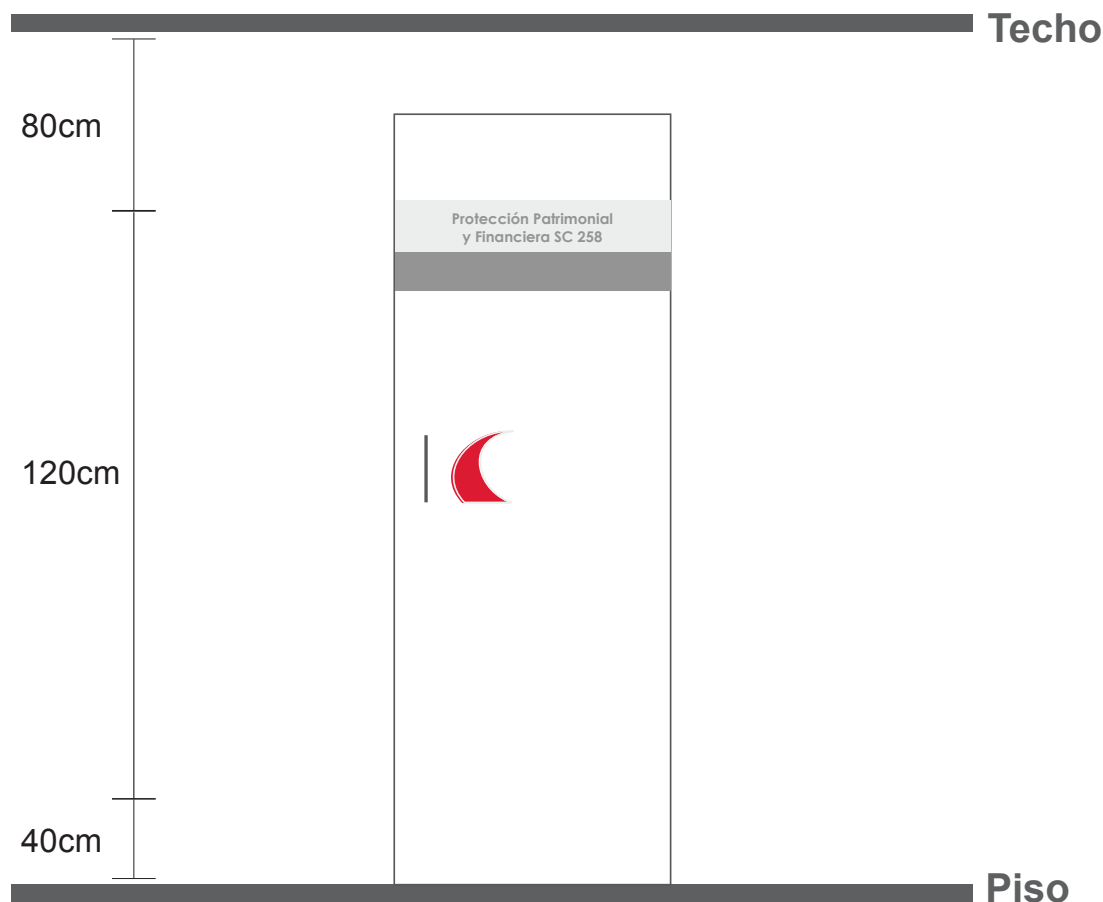 Techo
80cm
Protección Patrimonial
y Financiera SC 258
120cm
40cm
Piso